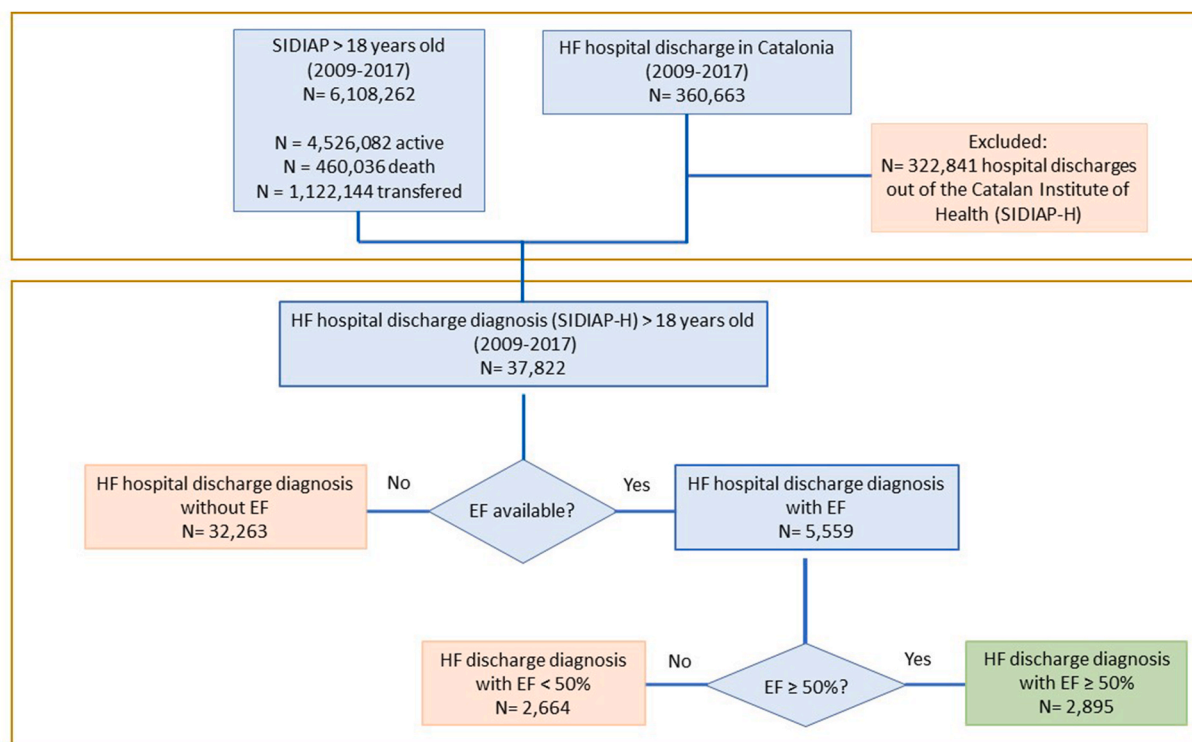 SIDIAP > 18 years old
(2009-2017)
N= 6,108,262
N = 4,526,082 active
N = 460,036 death
N = 1,122,144 transfered
HF hospital discharge in Catalonia
(2009-2017)
N= 360,663
Excluded:
N= 322,841 hospital discharges
out of the Catalan Institute of
Health (SIDIAP-H)
HF hospital discharge diagnosis (SIDIAP-H) > 18 years old
(2009-2017)
N= 37,822
HF hospital discharge diagnosis
without EF
N= 32,263
No
EF available?
Yes
HF hospital discharge diagnosis
with EF
N= 5,559
HF discharge diagnosis
with EF < 50%
N= 2,664
No
EF ≥ 50%?
Yes
HF discharge diagnosis
with EF ≥ 50%
N= 2,895